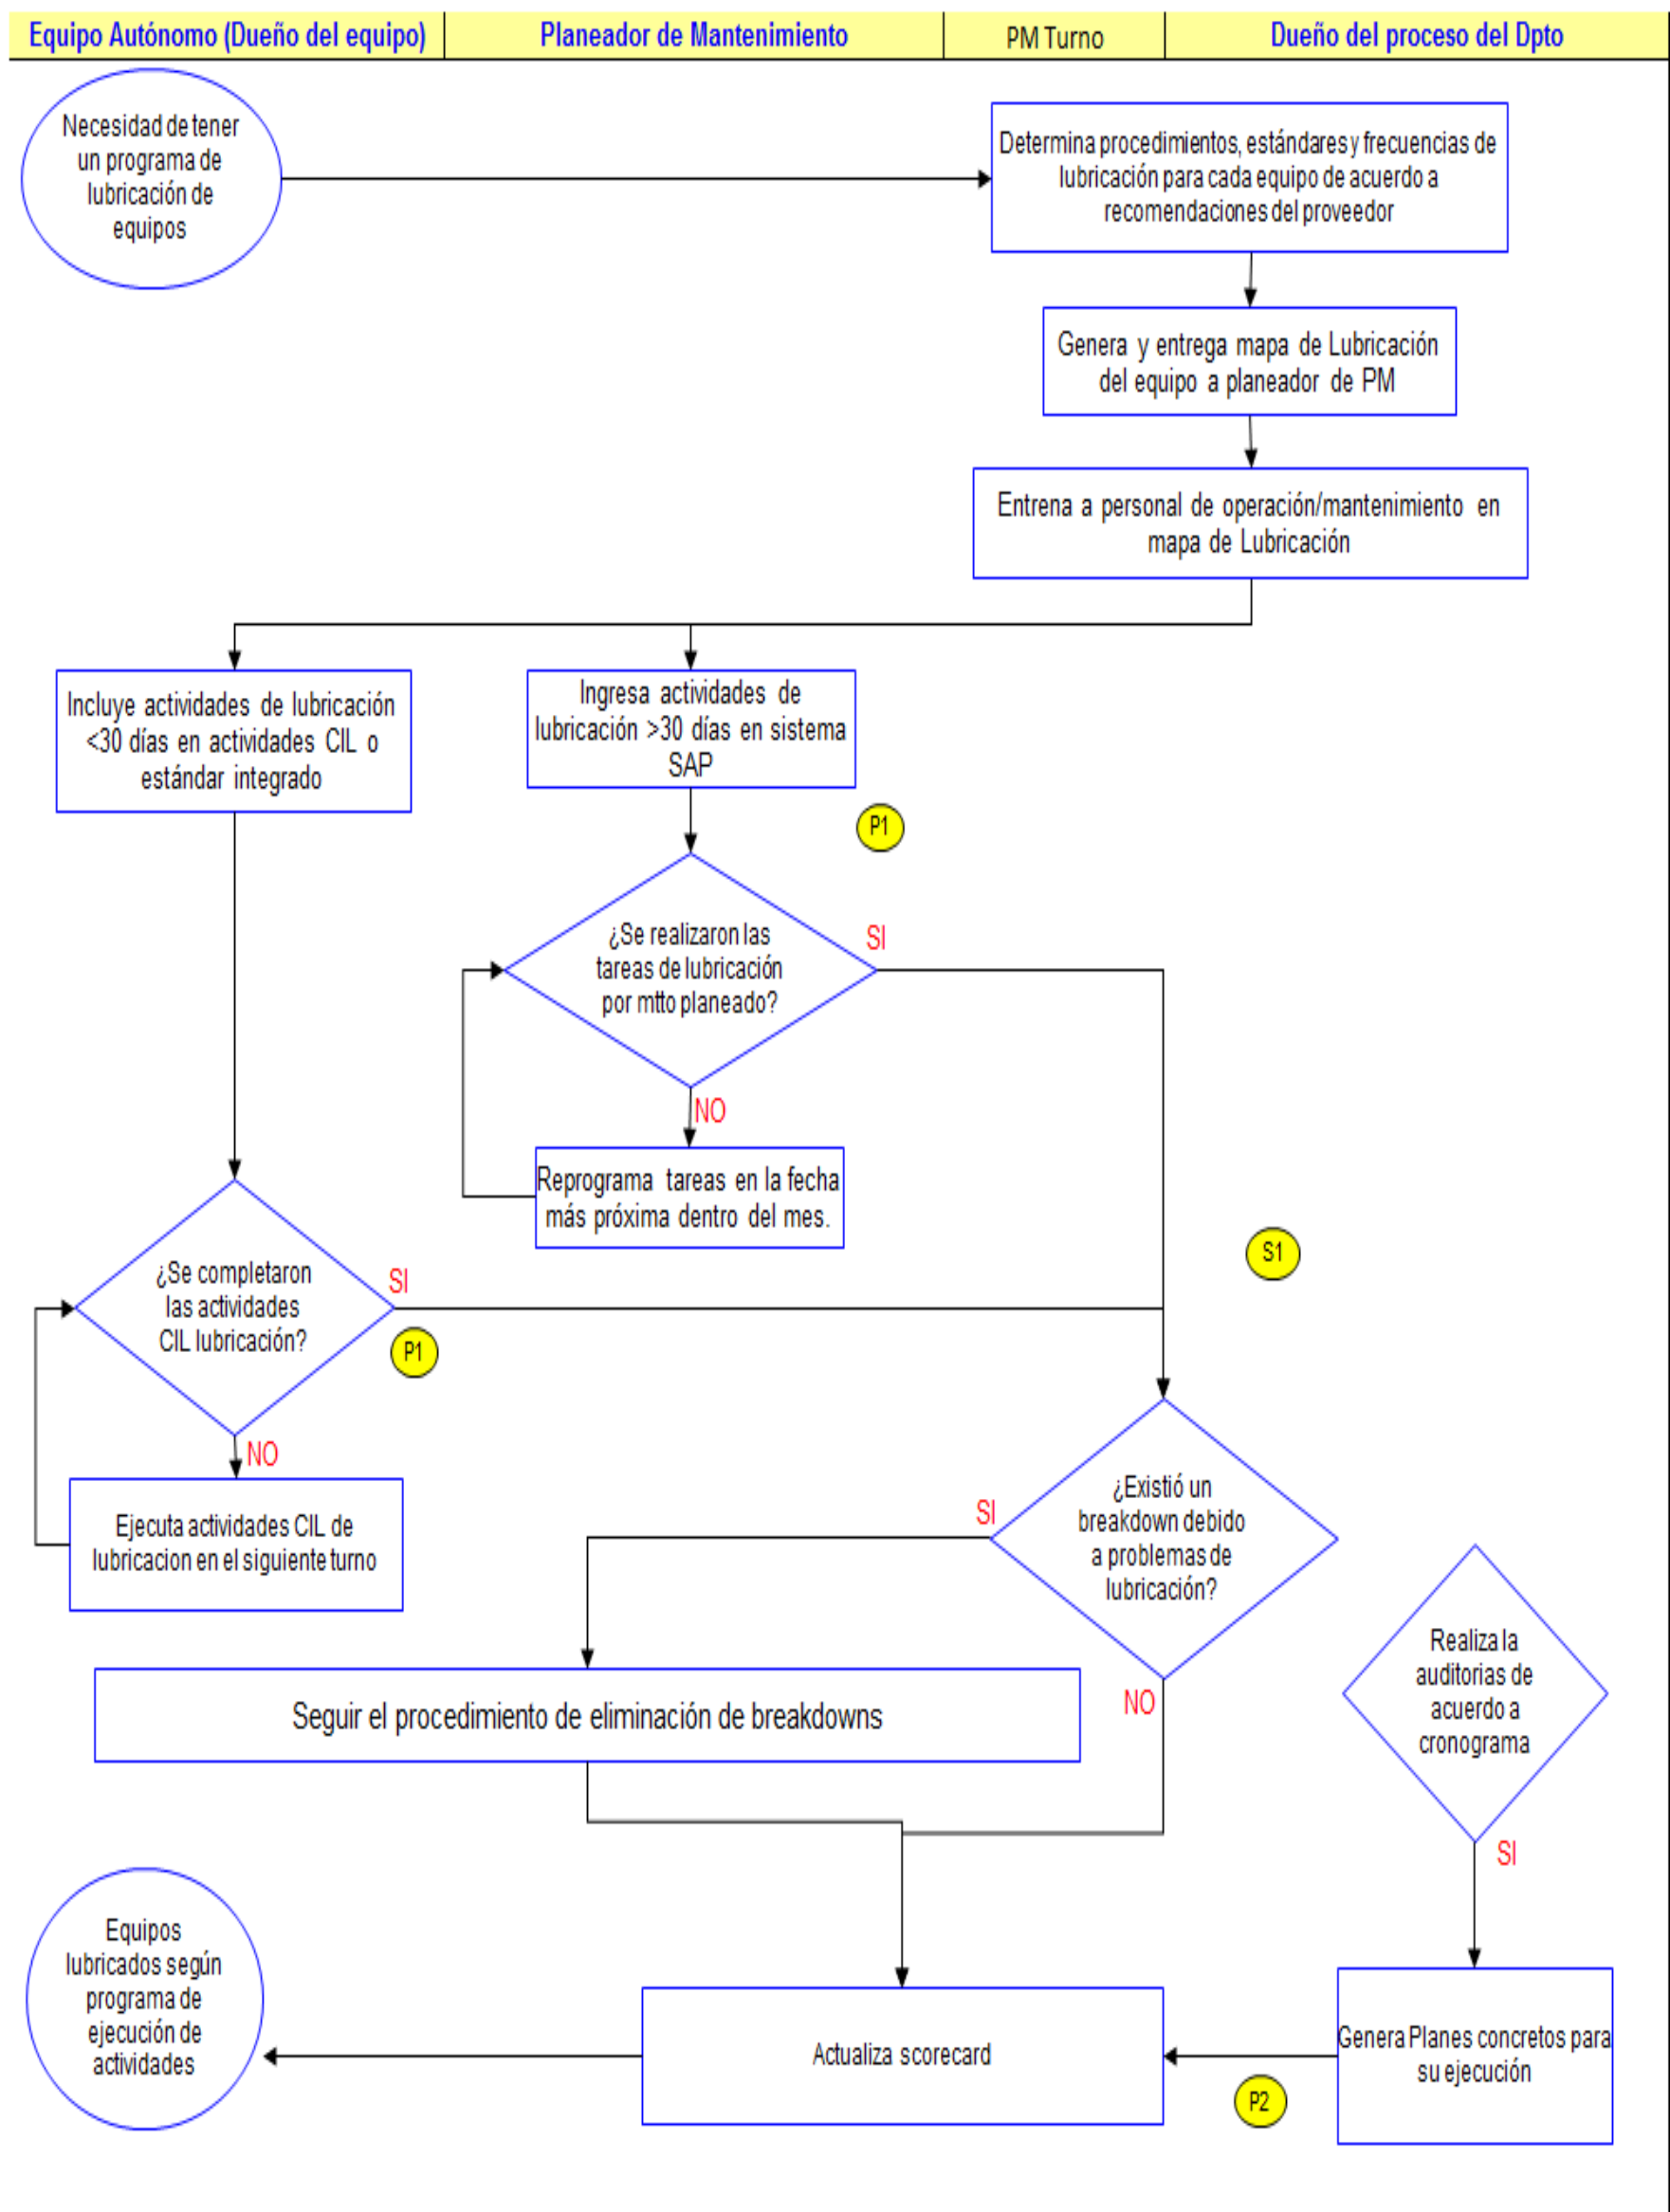 Equipo Autónomo (Dueño del equipo)
Planeador de Mantenimiento
PM Turno
Dueño del proceso del Dpto
Necesidad de tener
un programa de
lubricación de
equipos
Determina procedimientos, estándares y frecuencias de
lubricación para cada equipo de acuerdo a
recomendaciones del proveedor
Genera y entrega mapa de Lubricación
del equipo a planeador de PM
Entrena a personal de operación/mantenimiento en
mapa de Lubricación
Incluye actividades de lubricación
<30 días en actividades CIL o
estándar integrado
Ingresa actividades de
lubricación >30 días en sistema
SAP
P1
¿Se realizaron las
tareas de lubricación
por mtto planeado?
SI
NO
Reprograma tareas en la fecha
más próxima dentro del mes.
S1
¿Se completaron
las actividades
CIL lubricación?
SI
P1
NO
Ejecuta actividades CIL de
lubricacion en el siguiente turno
¿Existió un
breakdown debido
a problemas de
lubricación?
SI
NO
Realiza la
auditorias de
acuerdo a
cronograma
SI
Seguir el procedimiento de eliminación de breakdowns
Equipos
lubricados según
programa de
ejecución de
actividades
Actualiza scorecard
Genera Planes concretos para
su ejecución
P2